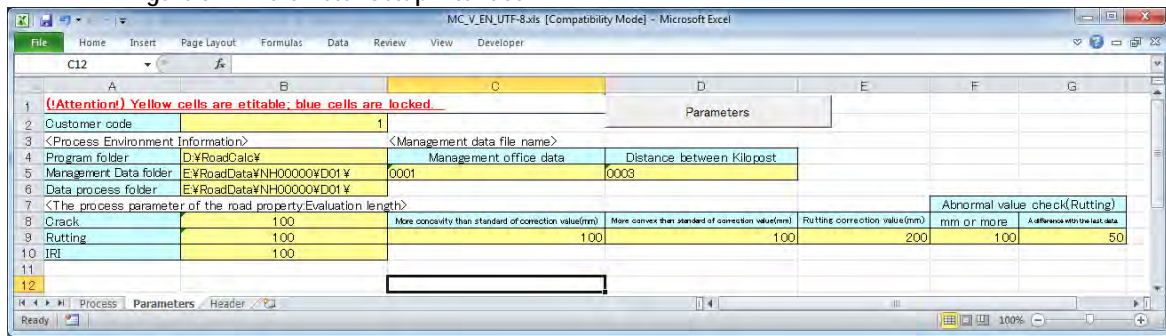 MC_V_EN_UTF-8.xls [Compatibility Mode] - Microsoft Excel
File Home Insert Page Layout Formulas Data Review View Developer
C12 fx
A B C D E F G
1 (!Attention!) Yellow cells are etitable; blue cells are locked.
Parameters
2 Customer code 1
3 <Process Environment Information> <Management data file name>
4 Program folder D:¥RoadCalc¥ Management office data Distance between Kilopost
5 Management Data folder E:¥RoadData¥NH00000¥D01¥ 0001 0003
6 Data process folder E:¥RoadData¥NH00000¥D01¥
7 <The process parameter of the road property:Evaluation length> Abnormal value check(Rutting)
8 Crack 100 More concavity than standard of correction value(mm) More convex than standard of correction value(mm) Rutting correction value(mm) mm or more A difference with the last data
9 Rutting 100 100 100 200 100 50
10 IRI 100
11
12
Process Parameters Header
Ready 100%